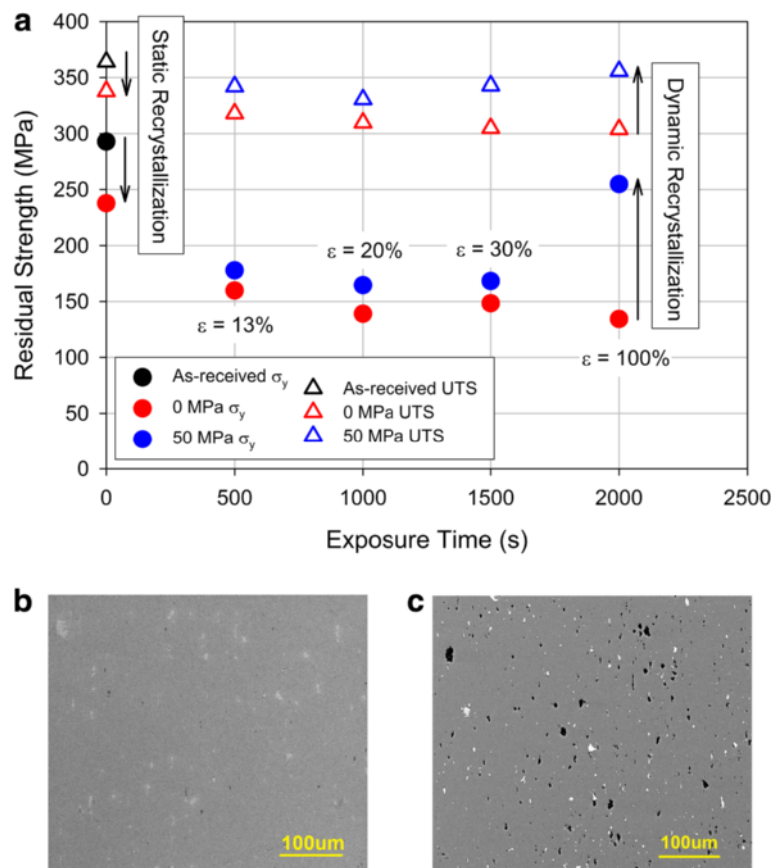 a
400
350
300
250
200
150
100
50
0
Residual Strength (MPa)
Static Recrystallization
Dynamic Recrystallization
ε = 20%
ε = 30%
ε = 13%
ε = 100%
As-received σy
0 MPa σy
50 MPa σy
As-received UTS
0 MPa UTS
50 MPa UTS
0 500 1000 1500 2000 2500
Exposure Time (s)
b
100um
c
100um